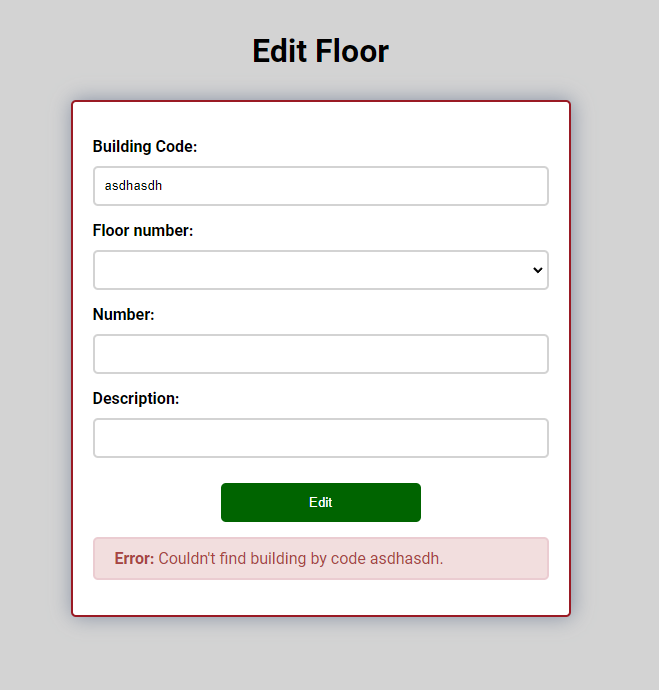 Edit Floor
Building Code:
asdhasdh
Floor number:
Number:
Description:
Edit
Error: Couldn't find building by code asdhasdh.